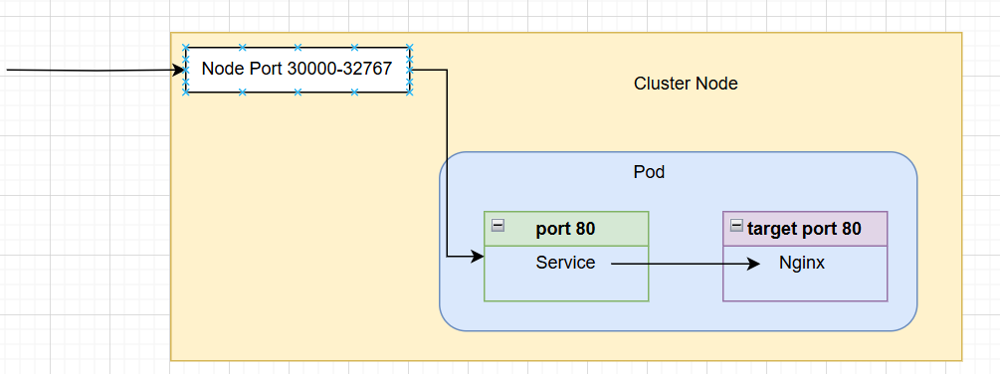 Node Port 30000-32767
Cluster Node
Pod
port 80
target port 80
Service
Nginx